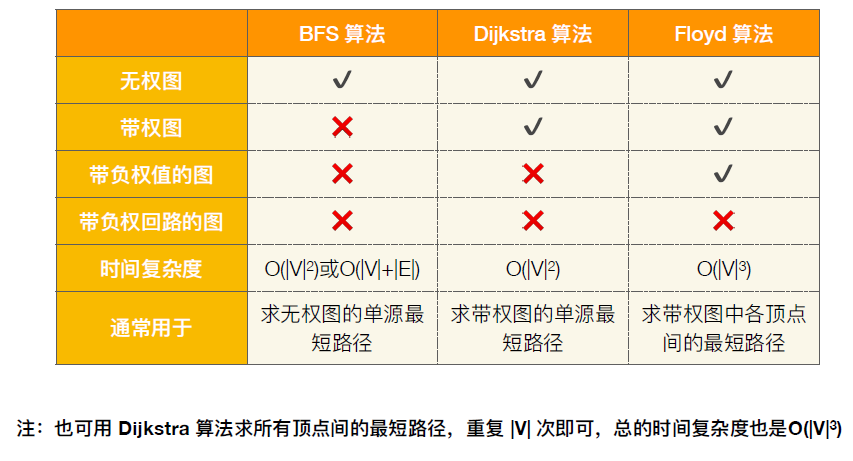 BFS 算法 Dijkstra 算法 Floyd 算法
无权图 ✔ ✔ ✔
带权图 ❌ ✔ ✔
带负权值的图 ❌ ❌ ✔
带负权回路的图 ❌ ❌ ❌
时间复杂度 O(|V|²)或O(|V|+|E|) O(|V|²) O(|V|³)
通常用于 求无权图的单源最短路径 求带权图的单源最短路径 求带权图中各顶点间的最短路径
注：也可用 Dijkstra 算法求所有顶点间的最短路径，重复 |V| 次即可，总的时间复杂度也是O(|V|³)